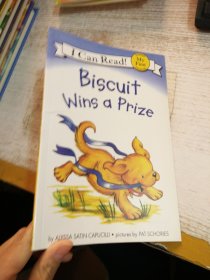 I Can Read!
My First
Biscuit
Wins a Prize
by ALYSSA SATIN CAPUCILLI • pictures by PAT SCHORIES